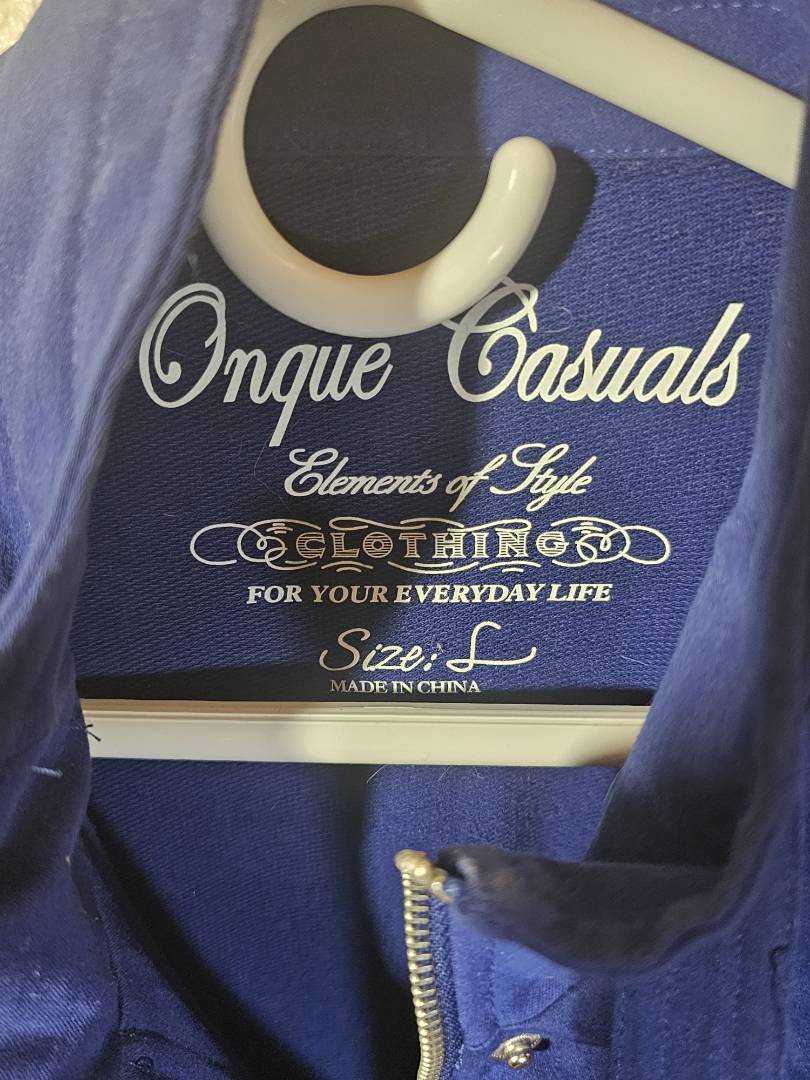 Onque Casuals
Elements of Style
CLOTHING
FOR YOUR EVERYDAY LIFE
Size: L
MADE IN CHINA